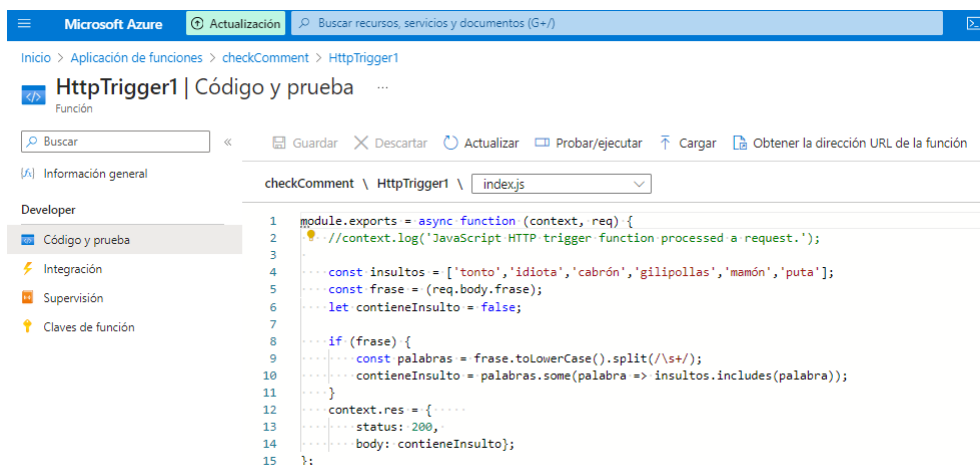 Microsoft Azure
Actualización
Buscar recursos, servicios y documentos (G+/)
Inicio > Aplicación de funciones > checkComment > HttpTrigger1
HttpTrigger1 | Código y prueba ...
Función
Buscar
«
Guardar
Descartar
Actualizar
Probar/ejecutar
Cargar
Obtener la dirección URL de la función
Información general
Developer
Código y prueba
Integración
Supervisión
Claves de función
checkComment \ HttpTrigger1 \ index.js
1 module.exports = async function (context, req) {
2 //context.log('JavaScript HTTP trigger function processed a request.');
3
4 const insultos = ['tonto','idiota','cabrón','gilipollas','mamón','puta'];
5 const frase = (req.body.frase);
6 let contieneInsulto = false;
7
8 if (frase) {
9 const palabras = frase.toLowerCase().split(/\s+/);
10 contieneInsulto = palabras.some(palabra => insultos.includes(palabra));
11 }
12 context.res = {
13 status: 200,
14 body: contieneInsulto};
15 };